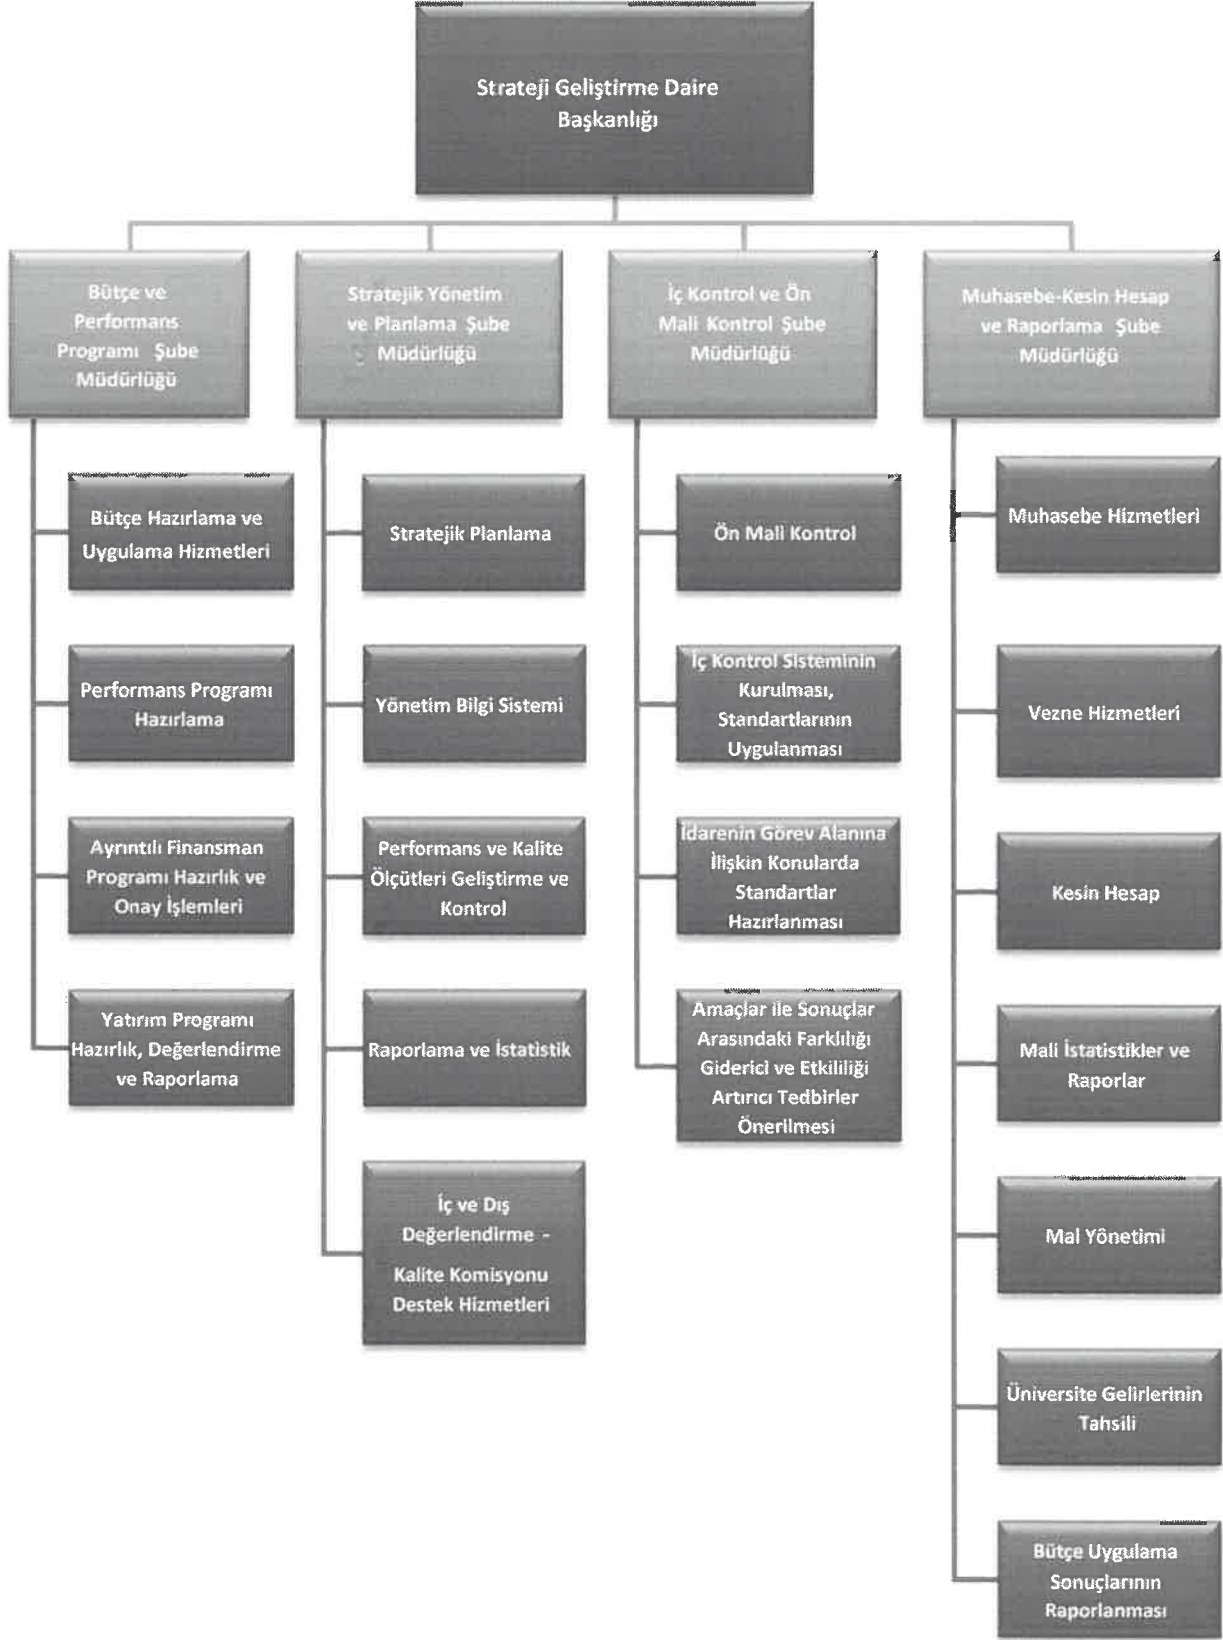 Strateji Geliştirme Daire
Başkanlığı
Bütçe ve
Performans
Programı Şube
Müdürlüğü
Bütçe Hazırlama ve
Uygulama Hizmetleri
Performans Programı
Hazırlama
Ayrıntılı Finansman
Programı Hazırlık ve
Onay İşlemleri
Yatırım Programı
Hazırlık, Değerlendirme
ve Raporlama
Stratejik Yönetim
ve Planlama Şube
Müdürlüğü
Stratejik Planlama
Yönetim Bilgi Sistemi
Performans ve Kalite
Ölçütleri Geliştirme ve
Kontrol
Raporlama ve İstatistik
İç ve Dış
Değerlendirme -
Kalite Komisyonu
Destek Hizmetleri
İç Kontrol ve Ön
Mali Kontrol Şube
Müdürlüğü
Ön Mali Kontrol
İç Kontrol Sisteminin
Kurulması,
Standartlarının
Uygulanması
İdarenin Görev Alanına
İlişkin Konularda
Standartlar
Hazırlanması
Amaçlar ile Sonuçlar
Arasındaki Farklılığı
Giderici ve Etkililiği
Artırıcı Tedbirler
Önerilmesi
Muhasebe-Kesin Hesap
ve Raporlama Şube
Müdürlüğü
Muhasebe Hizmetleri
Vezne Hizmetleri
Kesin Hesap
Mali İstatistikler ve
Raporlar
Mal Yönetimi
Üniversite Gelirlerinin
Tahsili
Bütçe Uygulama
Sonuçlarının
Raporlanması